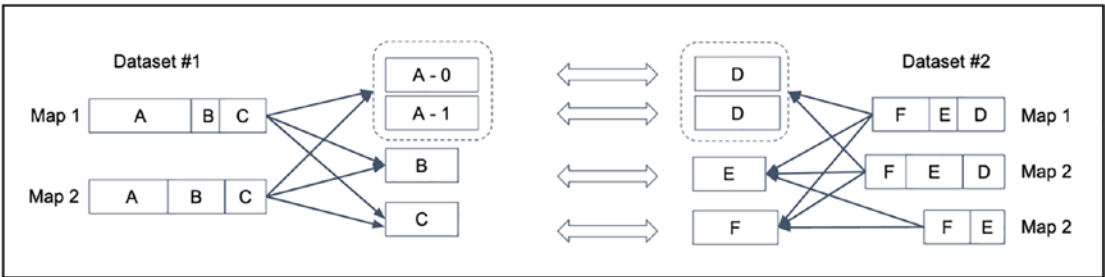 Dataset #1
Map 1
A B C
Map 2
A B C
A - 0
A - 1
B
C
D
D
E
F
Dataset #2
F E D Map 1
F E D Map 2
F E Map 2